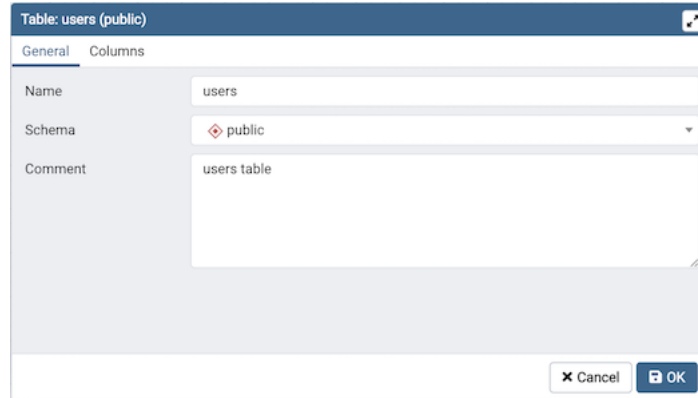 Table: users (public)
General Columns
Name users
Schema public
Comment users table
Cancel OK